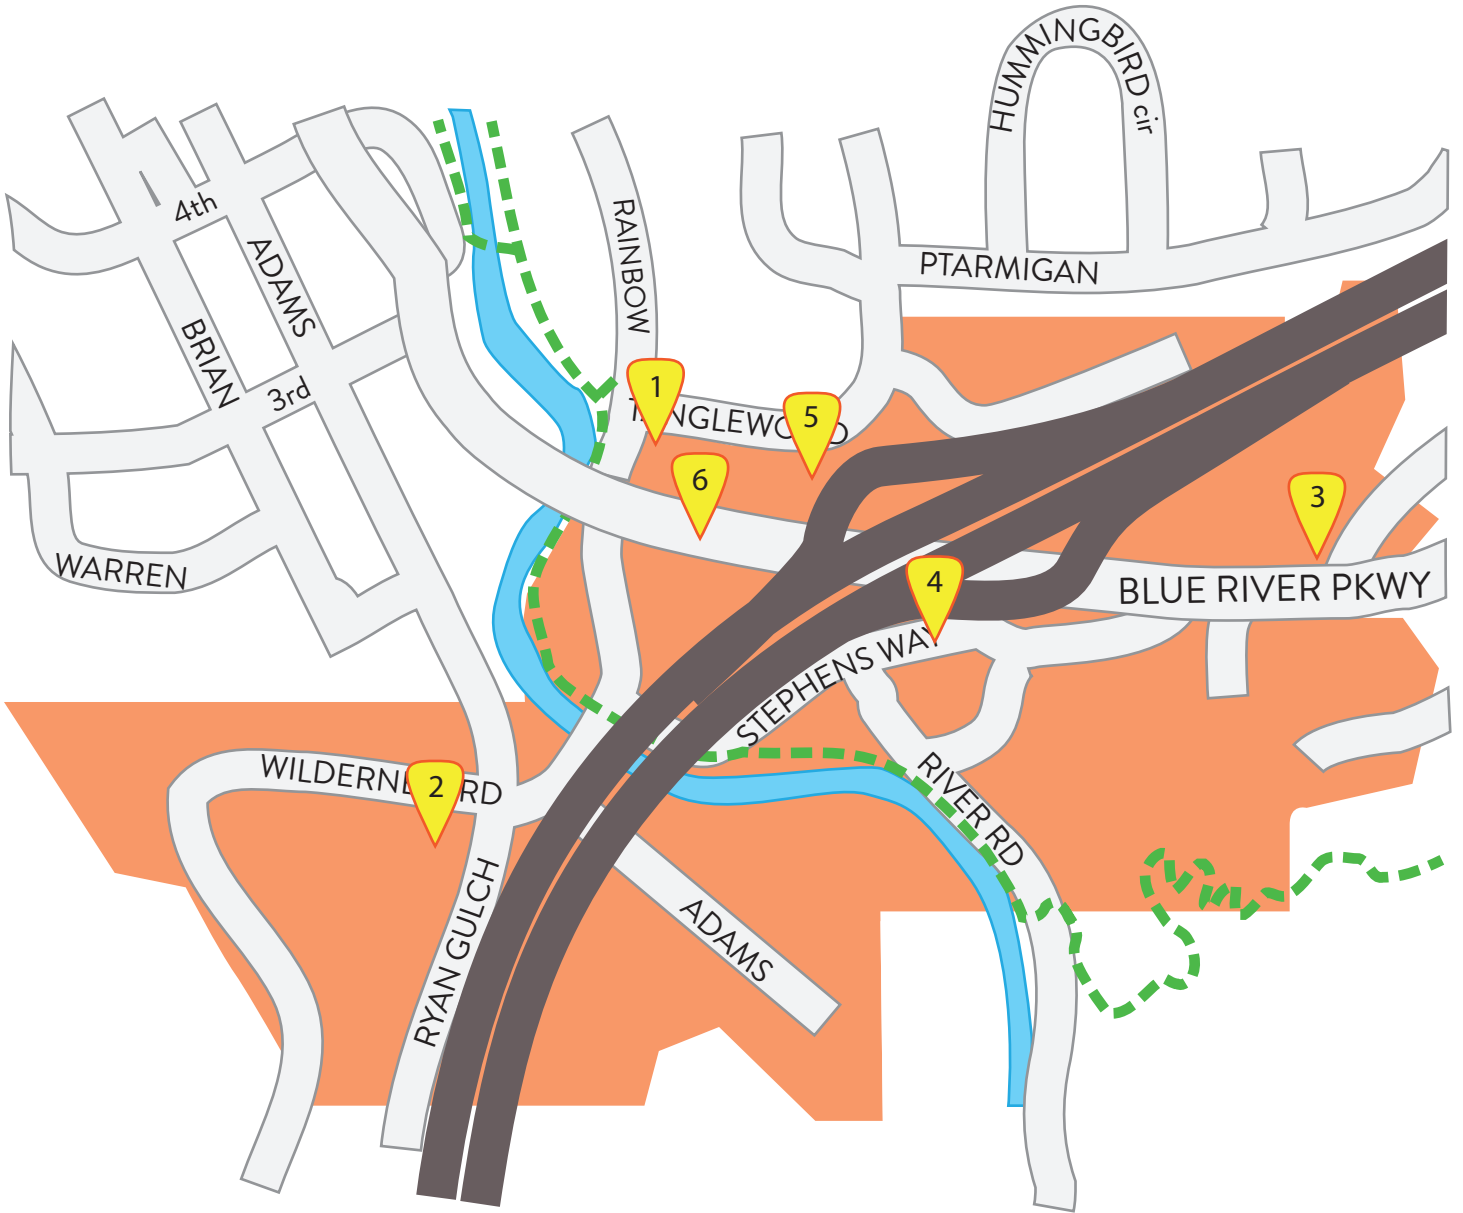 HUMMINGBIRD cir
4th
RAINBOW
ADAMS
PTARMIGAN
BRIAN
3rd
1
5
6
3
WARREN
4
BLUE RIVER PKWY
STEPHENS WAY
WILDERNE RD
2
RIVER RD
RYAN GULCH
ADAMS